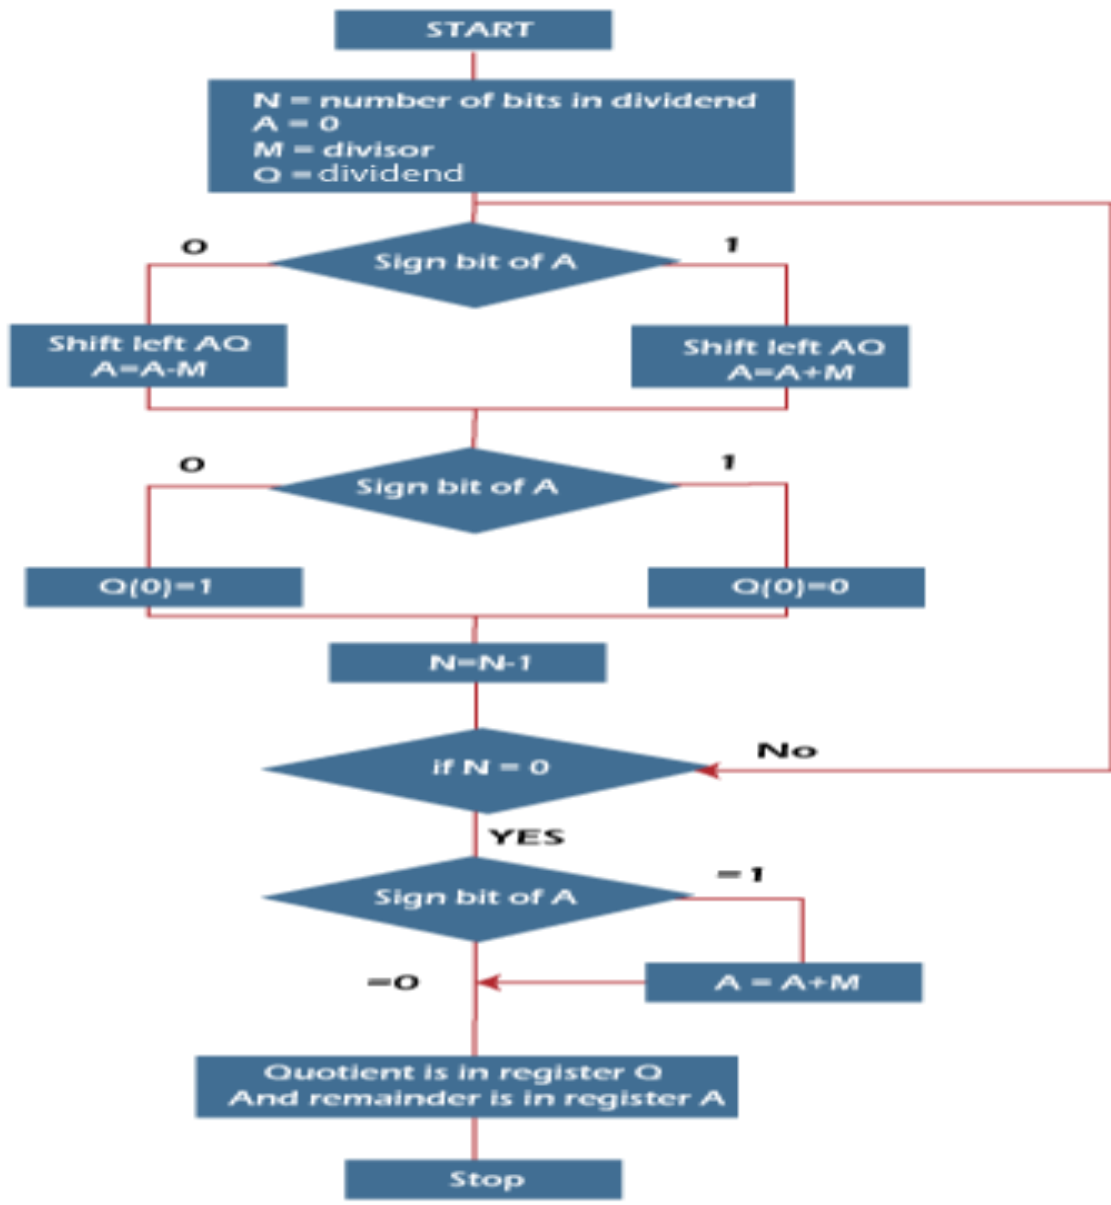 START
N = number of bits in dividend
A = 0
M = divisor
Q = dividend
0
Sign bit of A
1
Shift left AQ
A=A-M
Shift left AQ
A=A+M
0
Sign bit of A
1
Q(0)=1
Q(0)=0
N=N-1
if N = 0
No
YES
Sign bit of A
=1
=0
A = A+M
Quotient is in register Q
And remainder is in register A
Stop